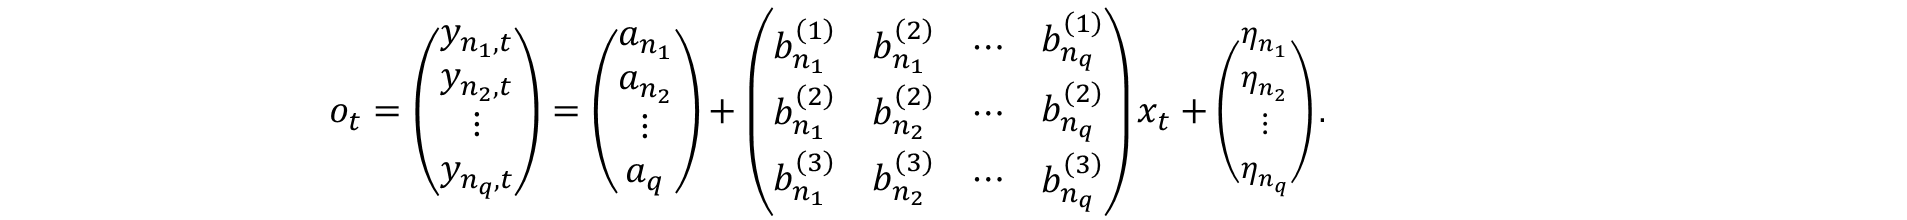 $o_t = \begin{pmatrix} y_{n_1,t} \\ y_{n_2,t} \\ \vdots \\ y_{n_q,t} \end{pmatrix} = \begin{pmatrix} a_{n_1} \\ a_{n_2} \\ \vdots \\ a_q \end{pmatrix} + \begin{pmatrix} b_{n_1}^{(1)} & b_{n_1}^{(2)} & \cdots & b_{n_q}^{(1)} \\ b_{n_1}^{(2)} & b_{n_2}^{(2)} & \cdots & b_{n_q}^{(2)} \\ b_{n_1}^{(3)} & b_{n_2}^{(3)} & \cdots & b_{n_q}^{(3)} \end{pmatrix} x_t + \begin{pmatrix} \eta_{n_1} \\ \eta_{n_2} \\ \vdots \\ \eta_{n_q} \end{pmatrix}.$